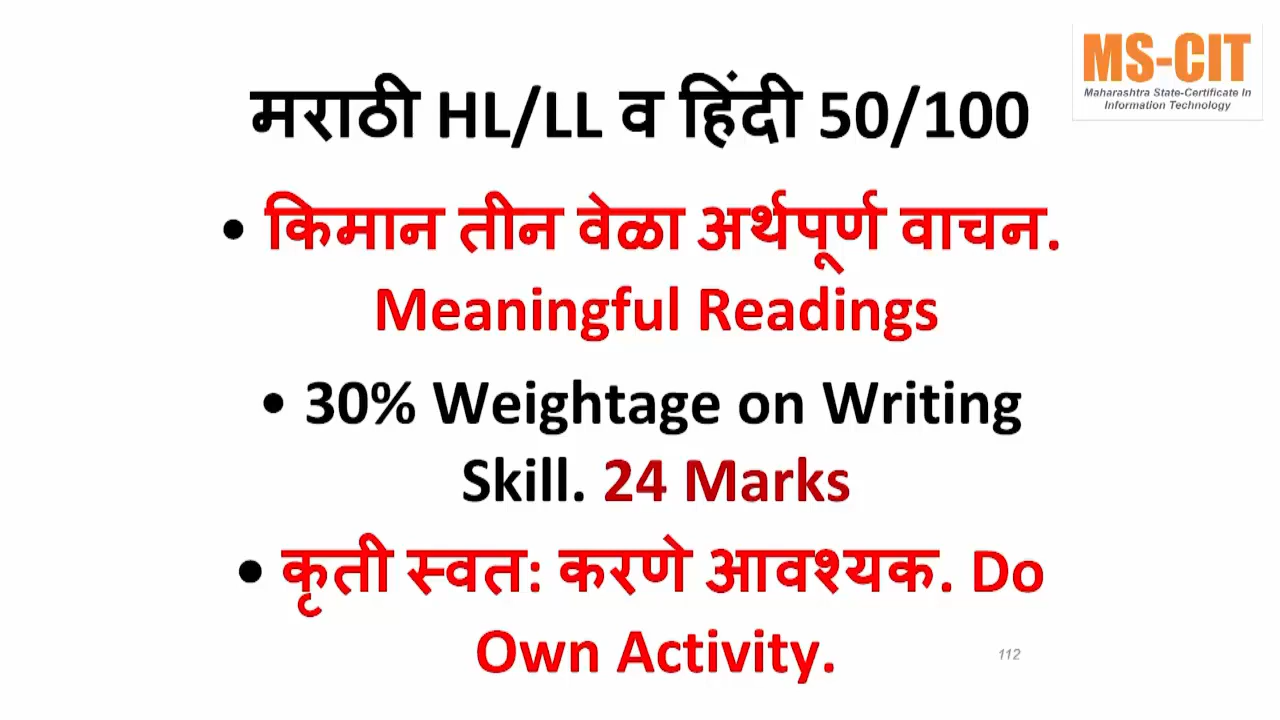 MS-CIT
Maharashtra State-Certificate In
Information Technology
मराठी HL/LL व हिंदी 50/100
• किमान तीन वेळा अर्थपूर्ण वाचन.
Meaningful Readings
• 30% Weightage on Writing
Skill. 24 Marks
• कृती स्वतः करणे आवश्यक. Do
Own Activity.
112